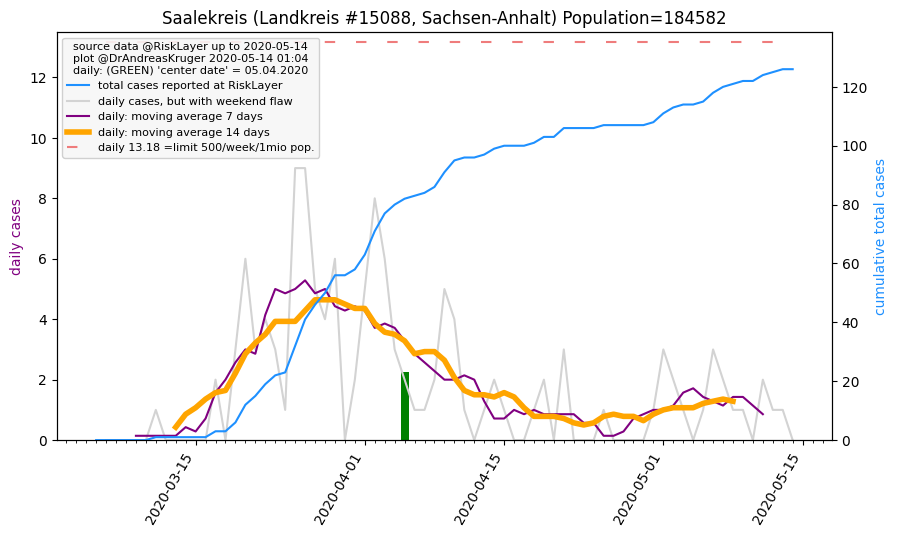 Saalekreis (Landkreis #15088, Sachsen-Anhalt) Population=184582
source data @RiskLayer up to 2020-05-14
plot @DrAndreasKruger 2020-05-14 01:04
daily: (GREEN) 'center date' = 05.04.2020
total cases reported at RiskLayer
daily cases, but with weekend flaw
daily: moving average 7 days
daily: moving average 14 days
daily 13.18 =limit 500/week/1mio pop.
daily cases
12
10
8
6
4
2
0
120
100
80
60
40
20
0
cumulative total cases
2020-03-15
2020-04-01
2020-04-15
2020-05-01
2020-05-15